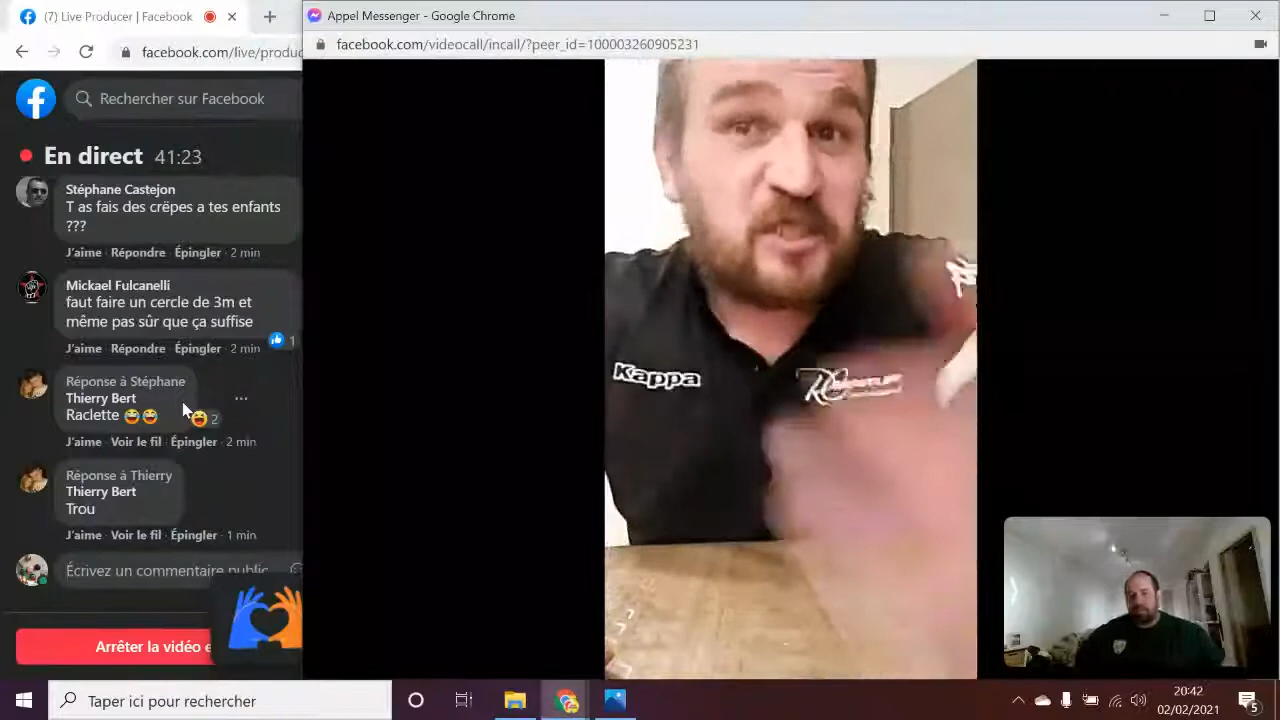 (7) Live Producer | Facebook
Appel Messenger - Google Chrome
facebook.com/live/produc
facebook.com/videocall/incall/?peer_id=100003260905231
Rechercher sur Facebook
En direct 41:23
Stéphane Castejon
T as fais des crëpes a tes enfants
???
J'aime · Répondre · Épingler · 2 min
Mickael Fulcanelli
faut faire un cercle de 3m et
même pas sûr que ça suffise
1
J'aime · Répondre · Épingler · 2 min
Réponse à Stéphane
Thierry Bert
Raclette 😂😂
2
J'aime · Voir le fil · Épingler · 2 min
Réponse à Thierry
Thierry Bert
Trou
J'aime · Voir le fil · Épingler · 1 min
Écrivez un commentaire public
Arrêter la vidéo e
Kappa
Taper ici pour rechercher
20:42
02/02/2021
5